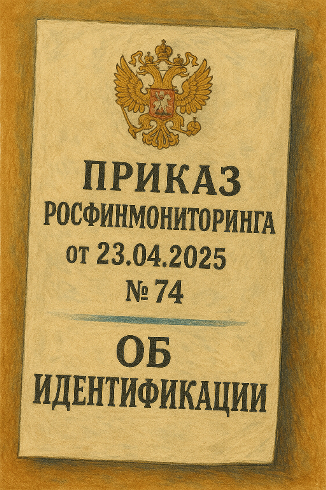 ПРИКАЗ
РОСФИНМОНИТОРИНГА
от 23.04.2025
№ 74
ОБ
ИДЕНТИФИКАЦИИ